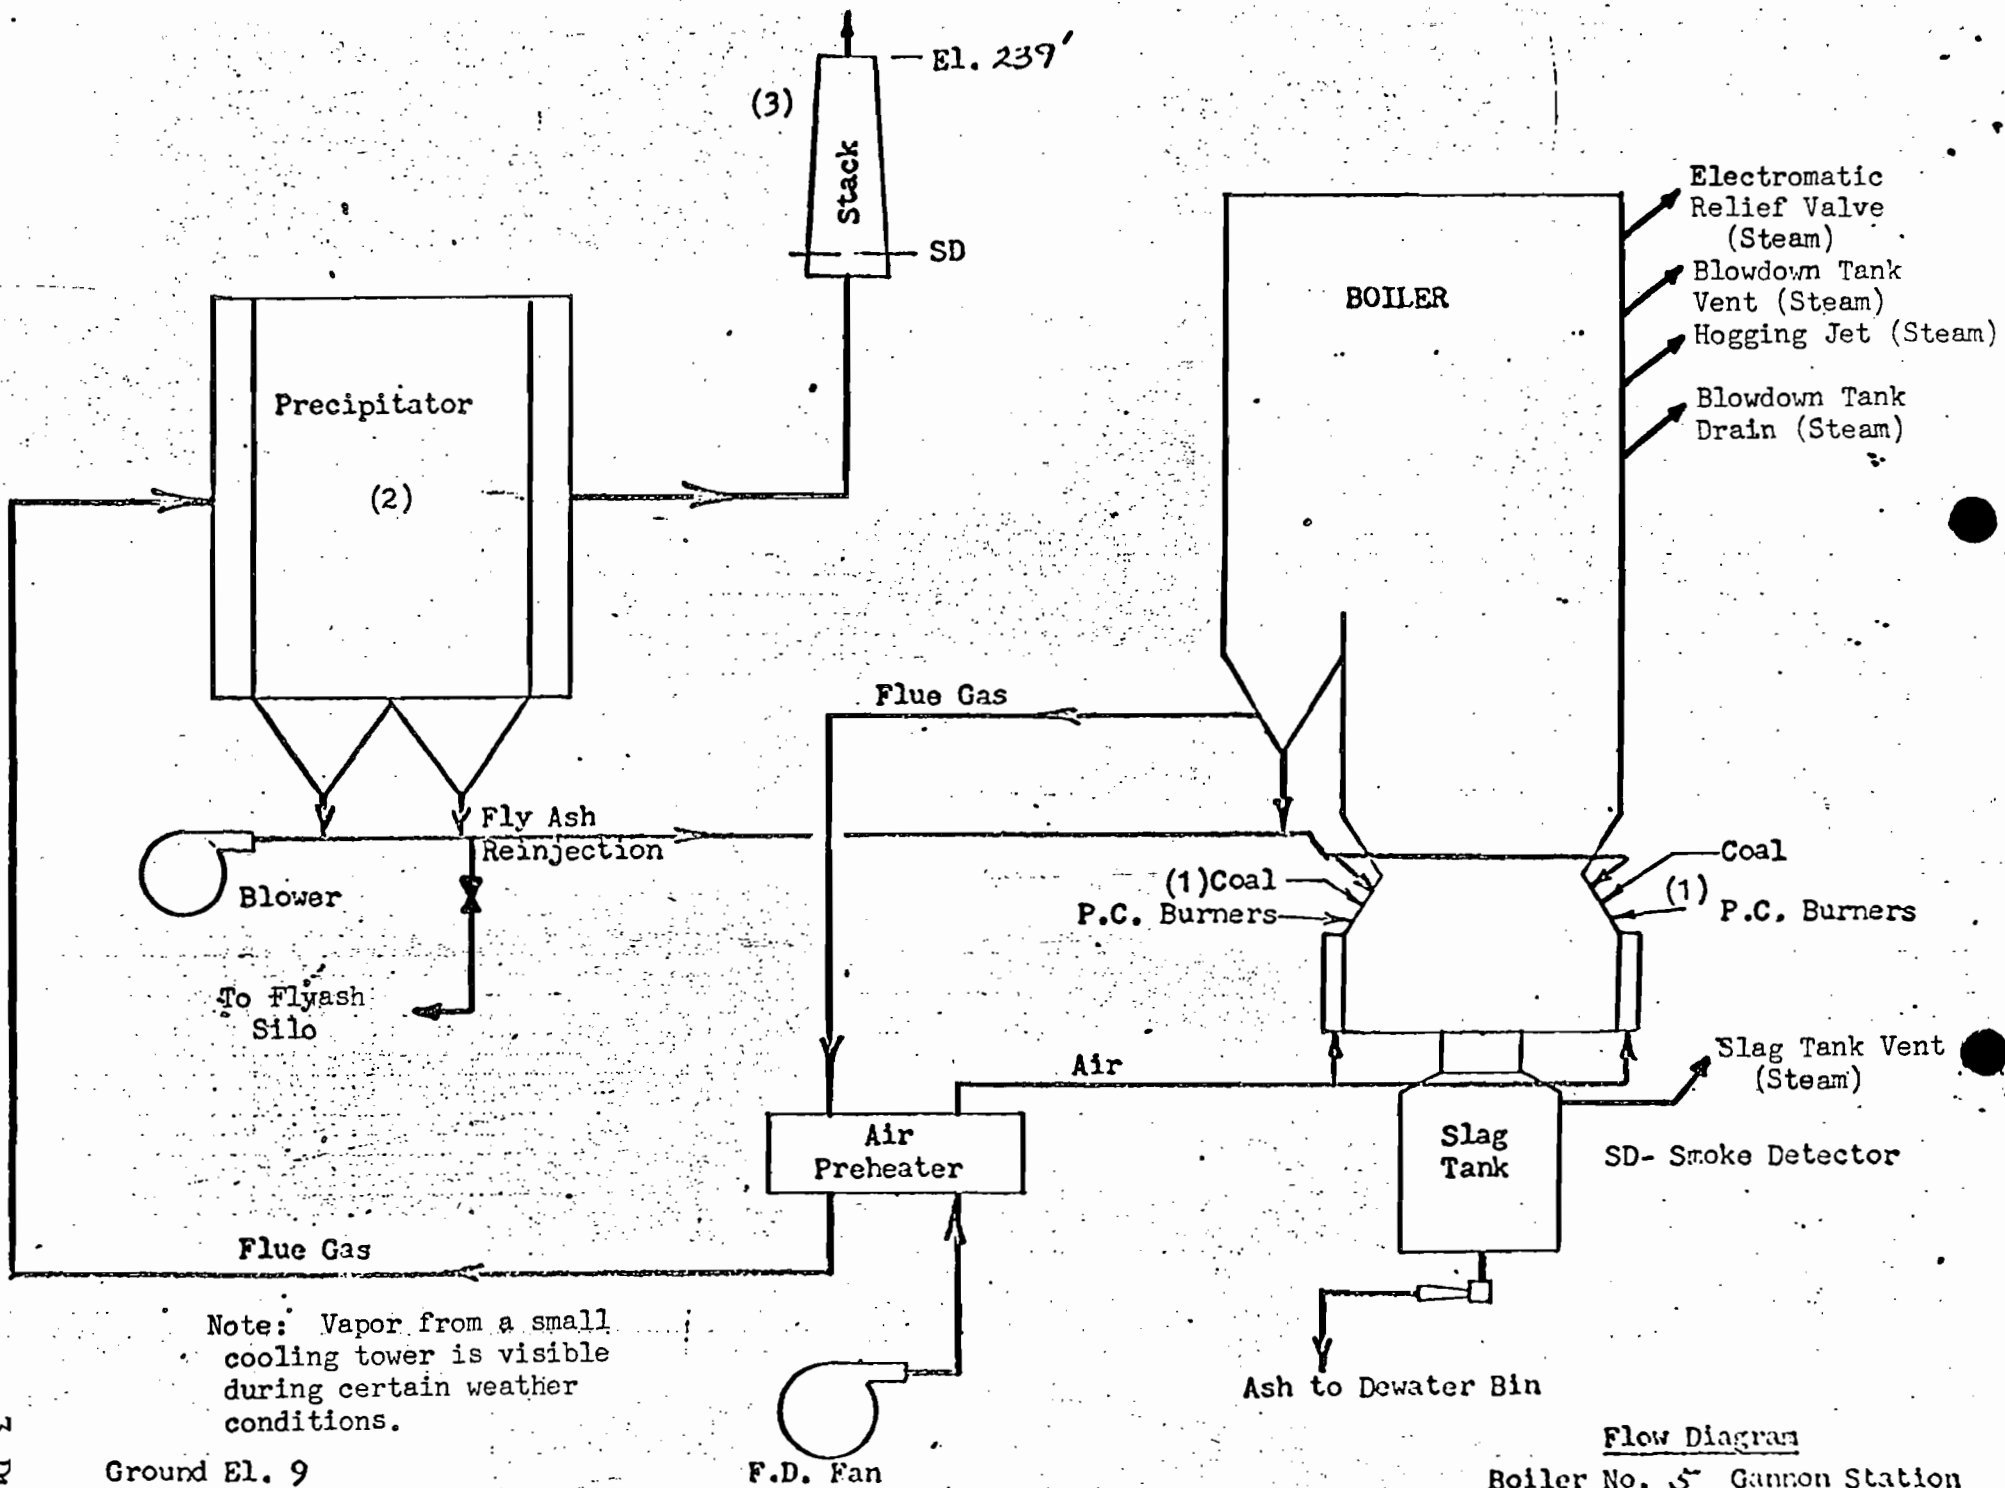 El. 239'
(3)
Stack
SD
Electromatic
Relief Valve
(Steam)
Blowdown Tank
Vent (Steam)
Hogging Jet (Steam)
Blowdown Tank
Drain (Steam)
BOILER
Precipitator
(2)
Flue Gas
Fly Ash
Reinjection
Blower
To Flyash
Silo
(1)Coal
P.C. Burners
Coal
(1)
P.C. Burners
Air
Slag Tank Vent
(Steam)
Air
Preheater
Slag
Tank
SD- Smoke Detector
Flue Gas
Note: Vapor from a small
cooling tower is visible
during certain weather
conditions.
Ash to Dewater Bin
Ground El. 9
F.D. Fan
Flow Diagram
Boiler No. 5 Gannon Station